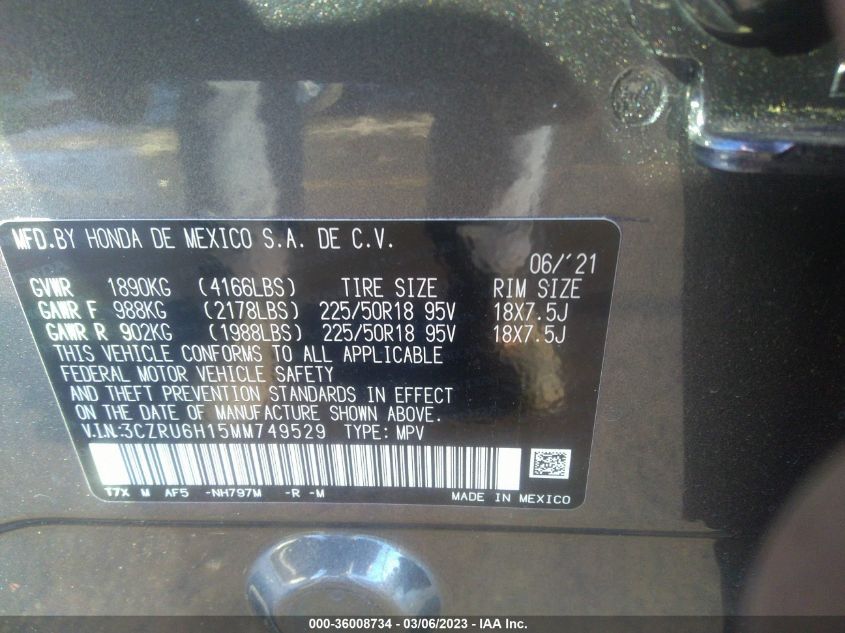 MFD.BY HONDA DE MEXICO S.A. DE C.V.
06/'21
GVWR 1890KG (4166LBS) TIRE SIZE RIM SIZE
GAWR F 988KG (2178LBS) 225/50R18 95V 18X7.5J
GAWR R 902KG (1988LBS) 225/50R18 95V 18X7.5J
THIS VEHICLE CONFORMS TO ALL APPLICABLE
FEDERAL MOTOR VEHICLE SAFETY
AND THEFT PREVENTION STANDARDS IN EFFECT
ON THE DATE OF MANUFACTURE SHOWN ABOVE.
V.I.N:3CZRU6H15MM749529 TYPE: MPV
T7X M AF5 -NH797M -R -M MADE IN MEXICO
000-36008734 - 03/06/2023 - IAA Inc.